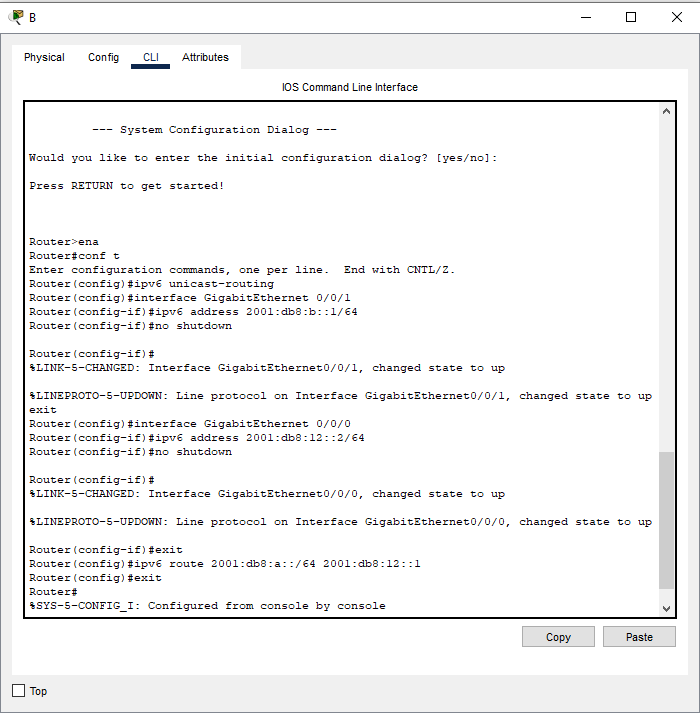 B
Physical Config CLI Attributes
IOS Command Line Interface
--- System Configuration Dialog ---
Would you like to enter the initial configuration dialog? [yes/no]:
Press RETURN to get started!
Router>ena
Router#conf t
Enter configuration commands, one per line.  End with CNTL/Z.
Router(config)#ipv6 unicast-routing
Router(config)#interface GigabitEthernet 0/0/1
Router(config-if)#ipv6 address 2001:db8:b::1/64
Router(config-if)#no shutdown
Router(config-if)#
%LINK-5-CHANGED: Interface GigabitEthernet0/0/1, changed state to up
%LINEPROTO-5-UPDOWN: Line protocol on Interface GigabitEthernet0/0/1, changed state to up
exit
Router(config)#interface GigabitEthernet 0/0/0
Router(config-if)#ipv6 address 2001:db8:12::2/64
Router(config-if)#no shutdown
Router(config-if)#
%LINK-5-CHANGED: Interface GigabitEthernet0/0/0, changed state to up
%LINEPROTO-5-UPDOWN: Line protocol on Interface GigabitEthernet0/0/0, changed state to up
Router(config-if)#exit
Router(config)#ipv6 route 2001:db8:a::/64 2001:db8:12::1
Router(config)#exit
Router#
%SYS-5-CONFIG_I: Configured from console by console
Copy Paste
Top